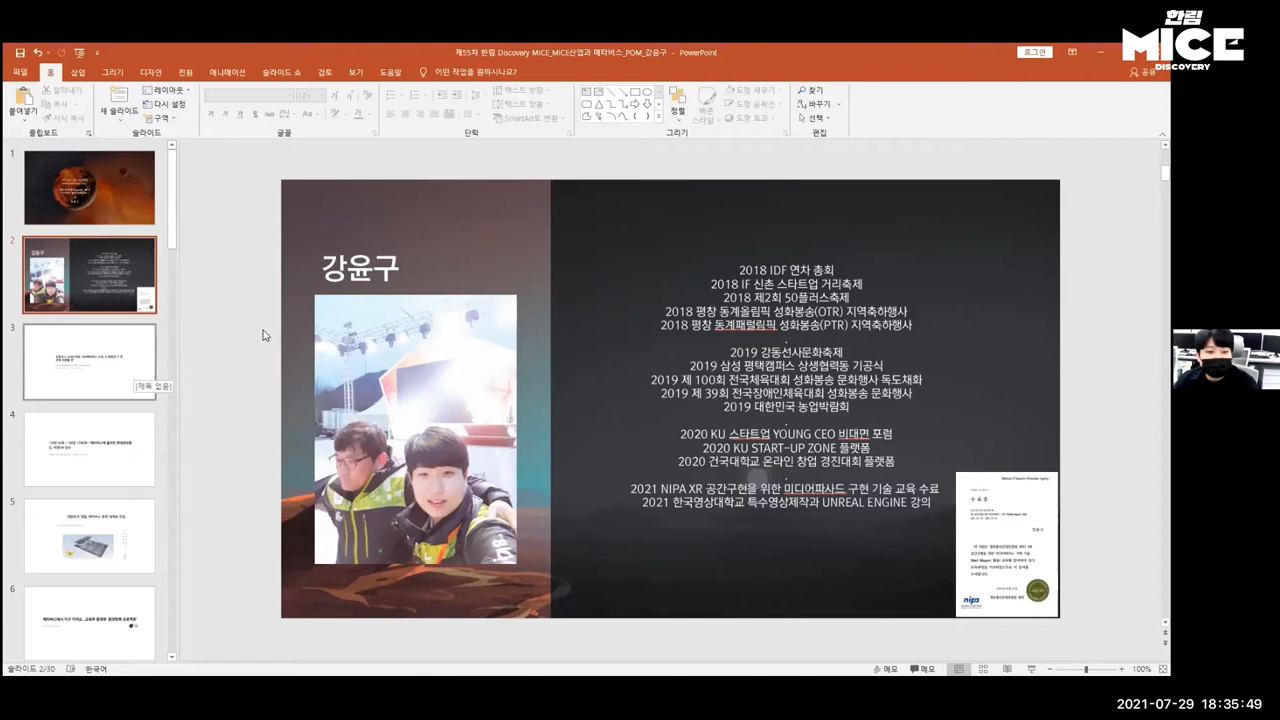 한림
MICE
DISCOVERY
제55차 한림 Discovery MICE_MICE산업과 메타버스_POM_강윤구 - PowerPoint
로그인
파일 홈 삽입 그리기 디자인 전환 애니메이션 슬라이드 쇼 검토 보기 도움말 어떤 작업을 원하시나요? 공유
붙여넣기 잘라내기 복사 서식 복사
새 슬라이드 레이아웃 다시 설정 구역
텍스트 방향 텍스트 맞춤 SmartArt로 변환
정렬 빠른 스타일 도형 채우기 도형 윤곽선 도형 효과
찾기 바꾸기 선택
클립보드 슬라이드 글꼴 단락 그리기 편집
1
2
3
[제목 없음]
4
5
6
강윤구
2018 IDF 연차 총회
2018 IF 신촌 스타트업 거리축제
2018 제2회 50플러스축제
2018 평창 동계올림픽 성화봉송(OTR) 지역축하행사
2018 평창 동계패럴림픽 성화봉송(PTR) 지역축하행사
.
2019 강동선사문화축제
2019 삼성 평택캠퍼스 상생협력동 기공식
2019 제 100회 전국체육대회 성화봉송 문화행사 독도채화
2019 제 39회 전국장애인체육대회 성화봉송 문화행사
2019 대한민국 농업박람회
.
2020 KU 스타트업 YOUNG CEO 비대면 포럼
2020 KU START-UP ZONE 플랫폼
2020 건국대학교 온라인 창업 경진대회 플랫폼
2021 NIPA XR 공간구현을 위한 미디어파사드 구현 기술 교육 수료
2021 한국영상대학교 특수영상제작과 UNREAL ENGINE 강의
수 료 증
nipa
슬라이드 2/30 한국어 메모 메모 100%
2021-07-29 18:35:49